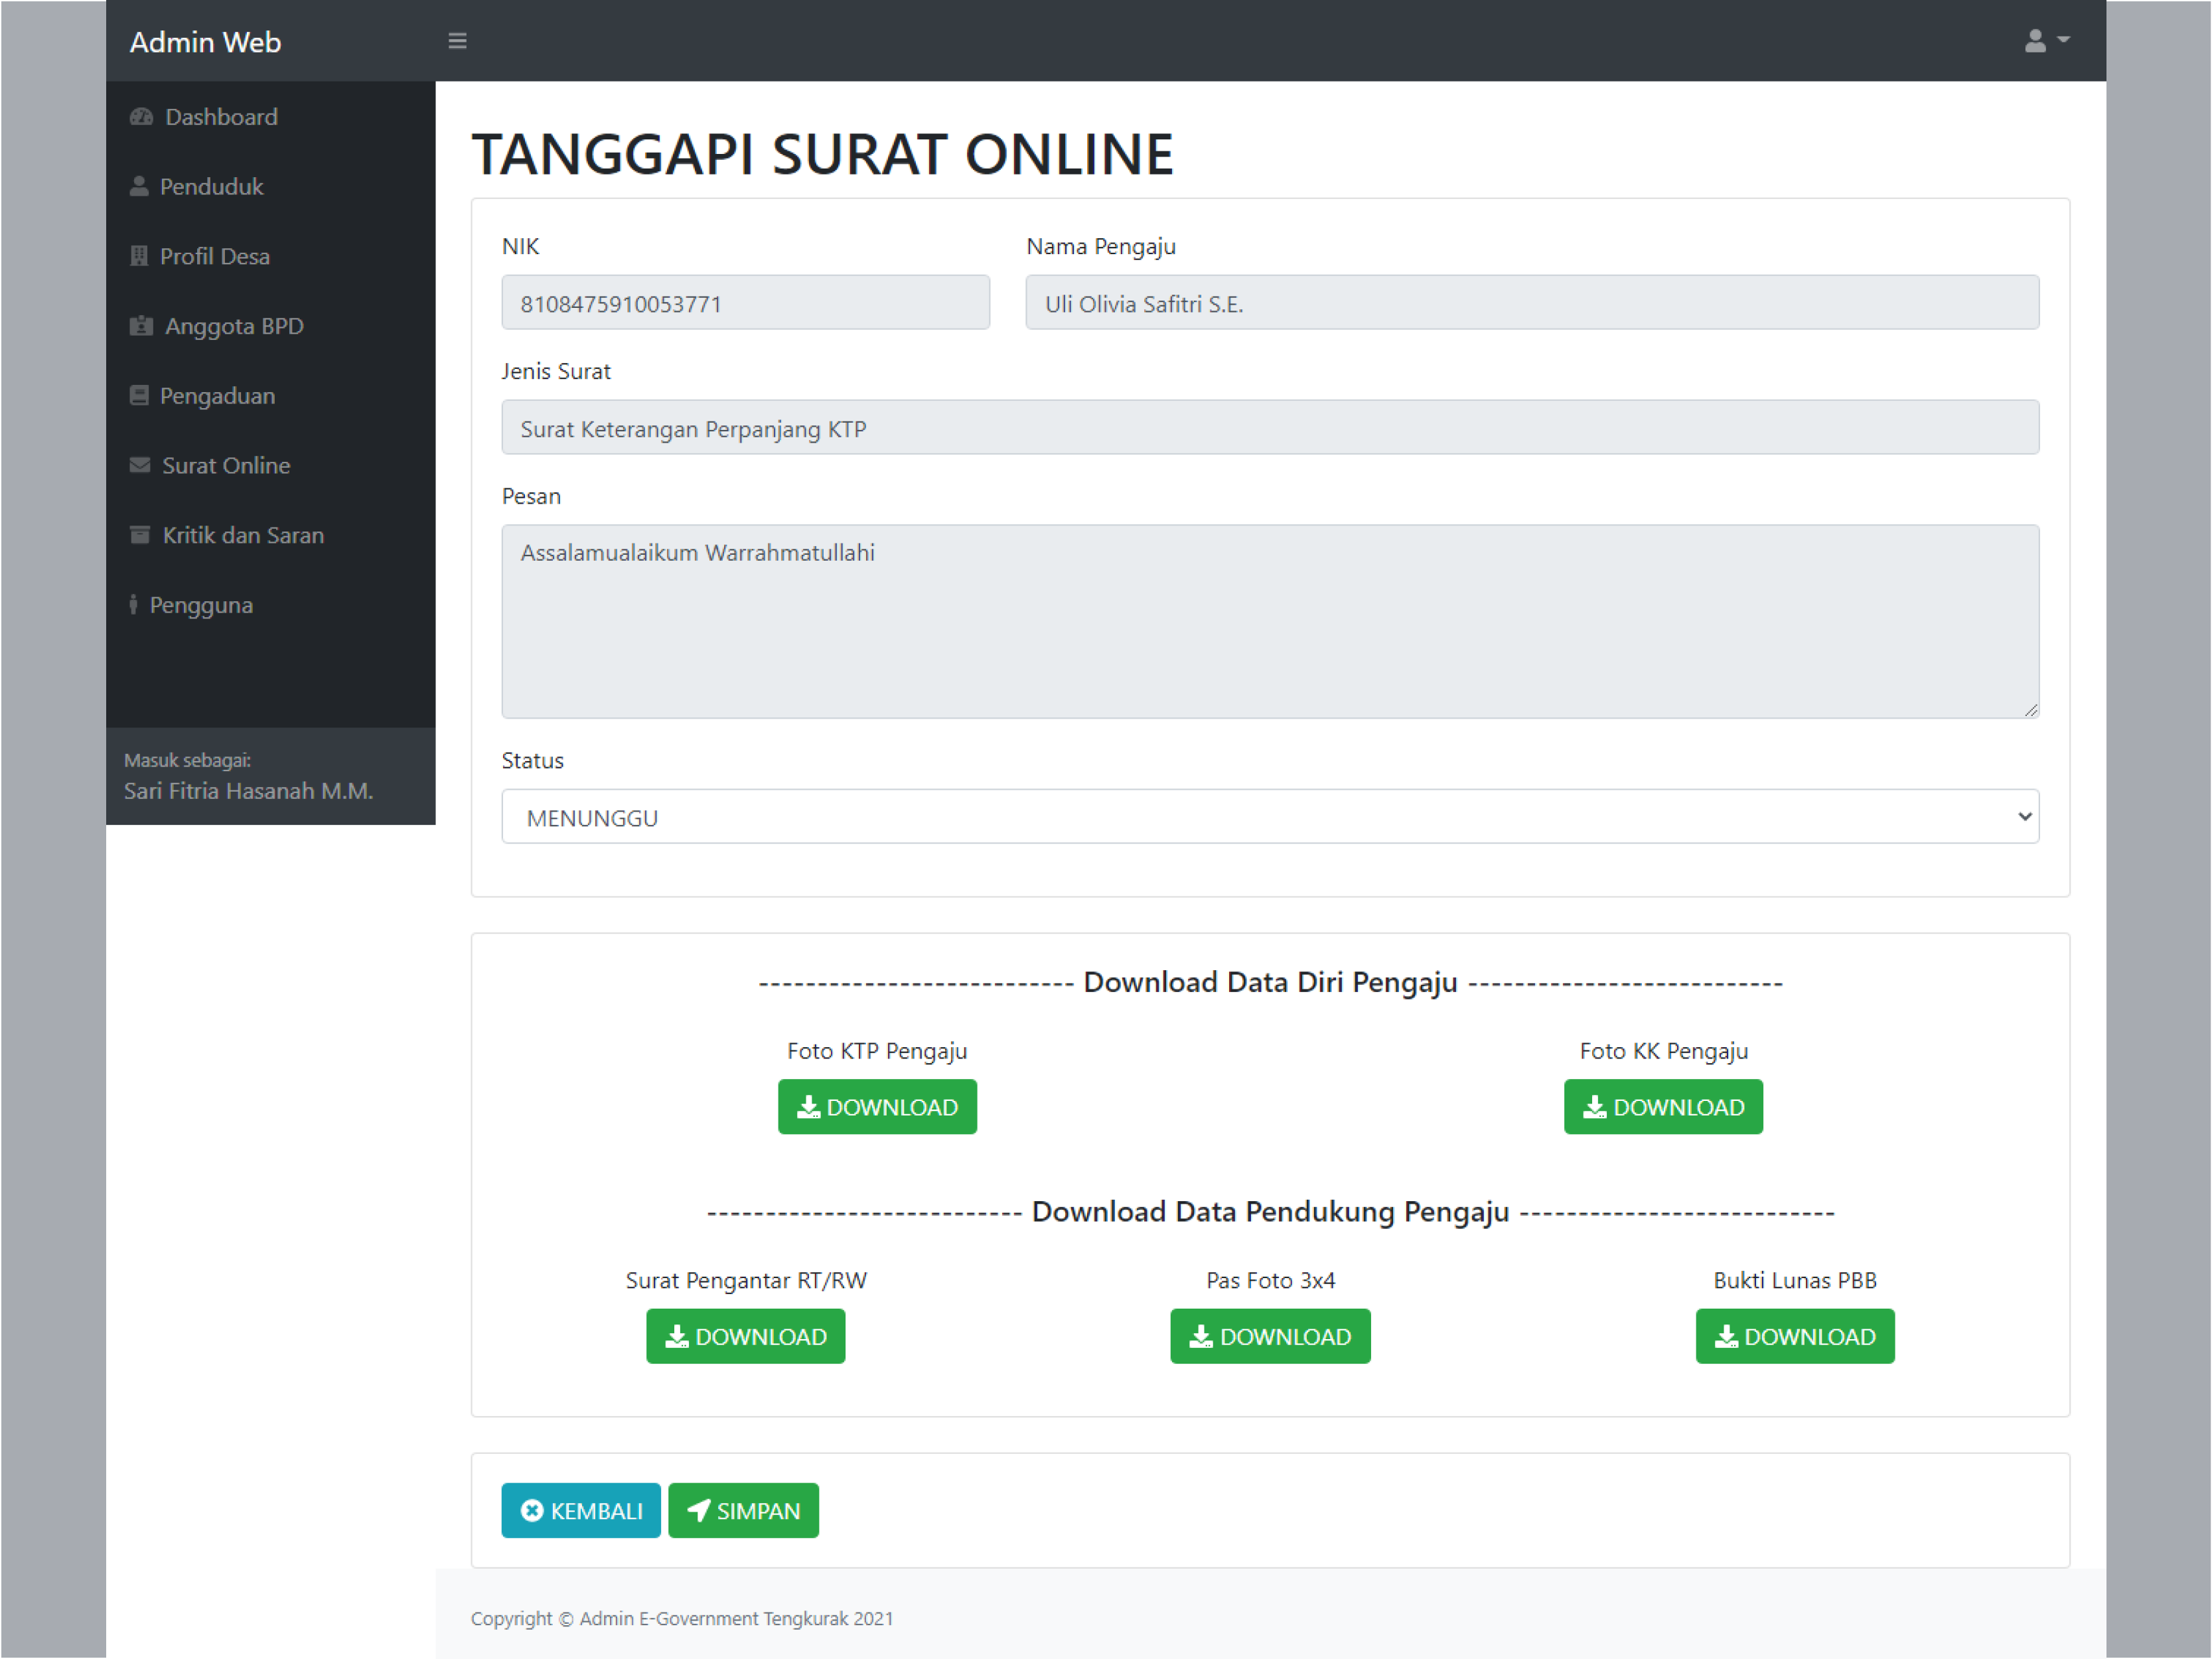 Admin Web
Dashboard
Penduduk
Profil Desa
Anggota BPD
Pengaduan
Surat Online
Kritik dan Saran
Pengguna
Masuk sebagai:
Sari Fitria Hasanah M.M.
TANGGAPI SURAT ONLINE
NIK Nama Pengaju
8108475910053771 Uli Olivia Safitri S.E.
Jenis Surat
Surat Keterangan Perpanjang KTP
Pesan
Assalamualaikum Warrahmatullahi
Status
MENUNGGU
--------------------------- Download Data Diri Pengaju ---------------------------
Foto KTP Pengaju Foto KK Pengaju
DOWNLOAD DOWNLOAD
--------------------------- Download Data Pendukung Pengaju ---------------------------
Surat Pengantar RT/RW Pas Foto 3x4 Bukti Lunas PBB
DOWNLOAD DOWNLOAD DOWNLOAD
KEMBALI SIMPAN
Copyright © Admin E-Government Tengkurak 2021